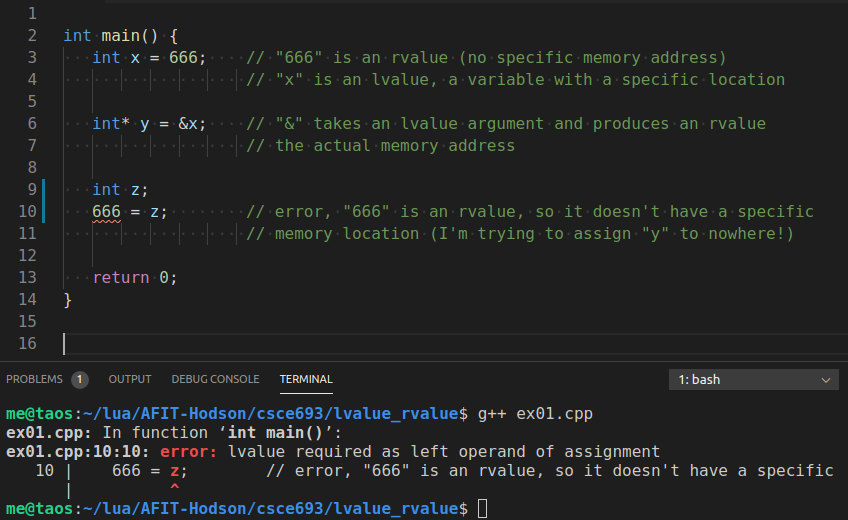 1
2 int main() {
3 int x = 666; // "666" is an rvalue (no specific memory address)
4 // "x" is an lvalue, a variable with a specific location
5
6 int* y = &x; // "&" takes an lvalue argument and produces an rvalue
7 // the actual memory address
8
9 int z;
10 666 = z; // error, "666" is an rvalue, so it doesn't have a specific
11 // memory location (I'm trying to assign "y" to nowhere!)
12
13 return 0;
14 }
15
16
PROBLEMS 1 OUTPUT DEBUG CONSOLE TERMINAL 1: bash
me@taos:~/lua/AFIT-Hodson/csce693/lvalue_rvalue$ g++ ex01.cpp
ex01.cpp: In function ‘int main()’:
ex01.cpp:10:10: error: lvalue required as left operand of assignment
10 | 666 = z; // error, "666" is an rvalue, so it doesn't have a specific
| ^
me@taos:~/lua/AFIT-Hodson/csce693/lvalue_rvalue$